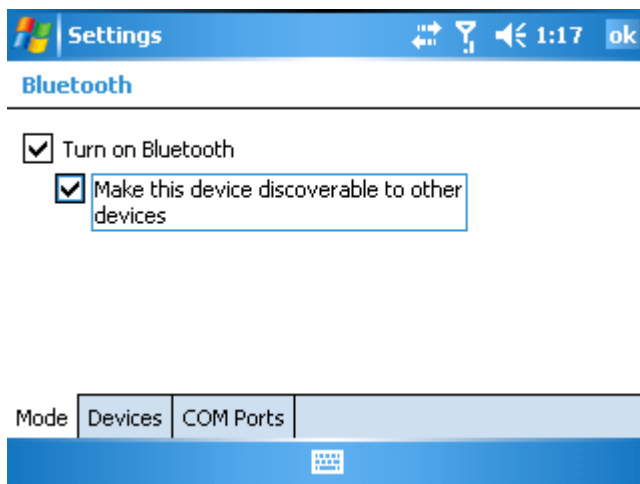 Settings 1:17 ok
Bluetooth
Turn on Bluetooth
Make this device discoverable to other
devices
Mode Devices COM Ports